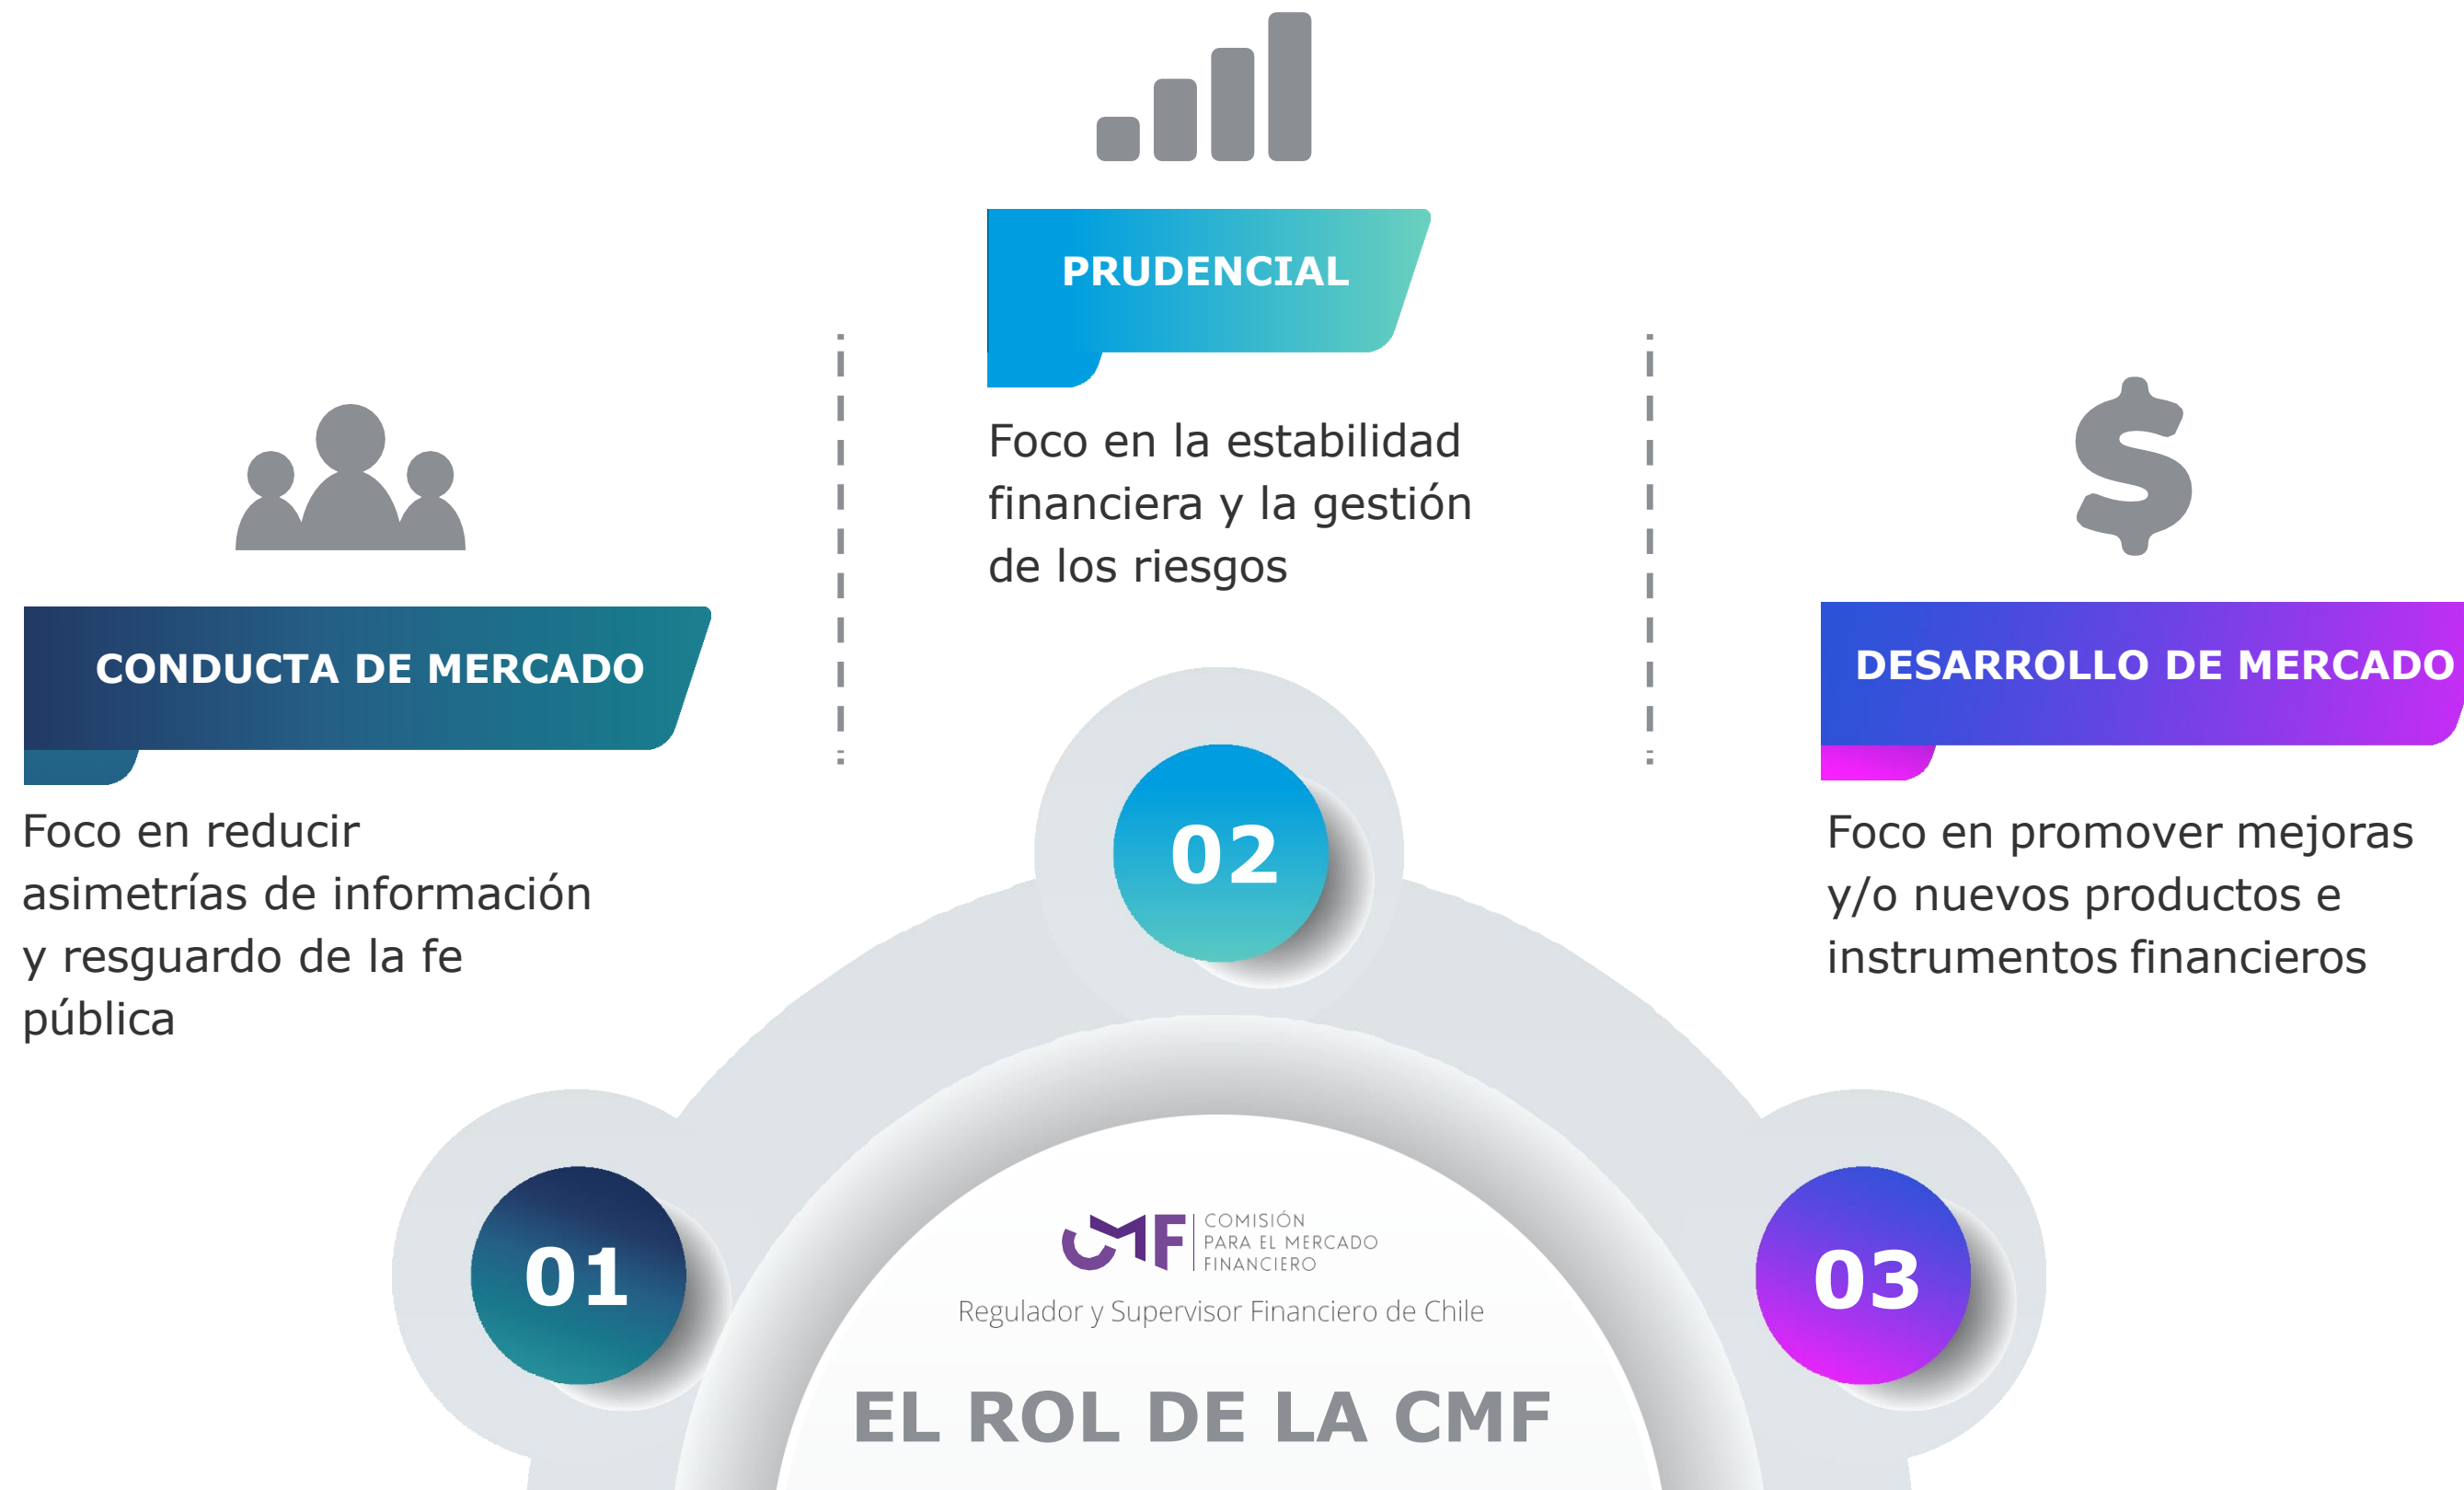 CONDUCTA DE MERCADO
Foco en reducir
asimetrías de información
y resguardo de la fe
pública
01
PRUDENCIAL
Foco en la estabilidad
financiera y la gestión
de los riesgos
02
DESARROLLO DE MERCADO
Foco en promover mejoras
y/o nuevos productos e
instrumentos financieros
03
CMF
COMISIÓN
PARA EL MERCADO
FINANCIERO
Regulador y Supervisor Financiero de Chile
EL ROL DE LA CMF